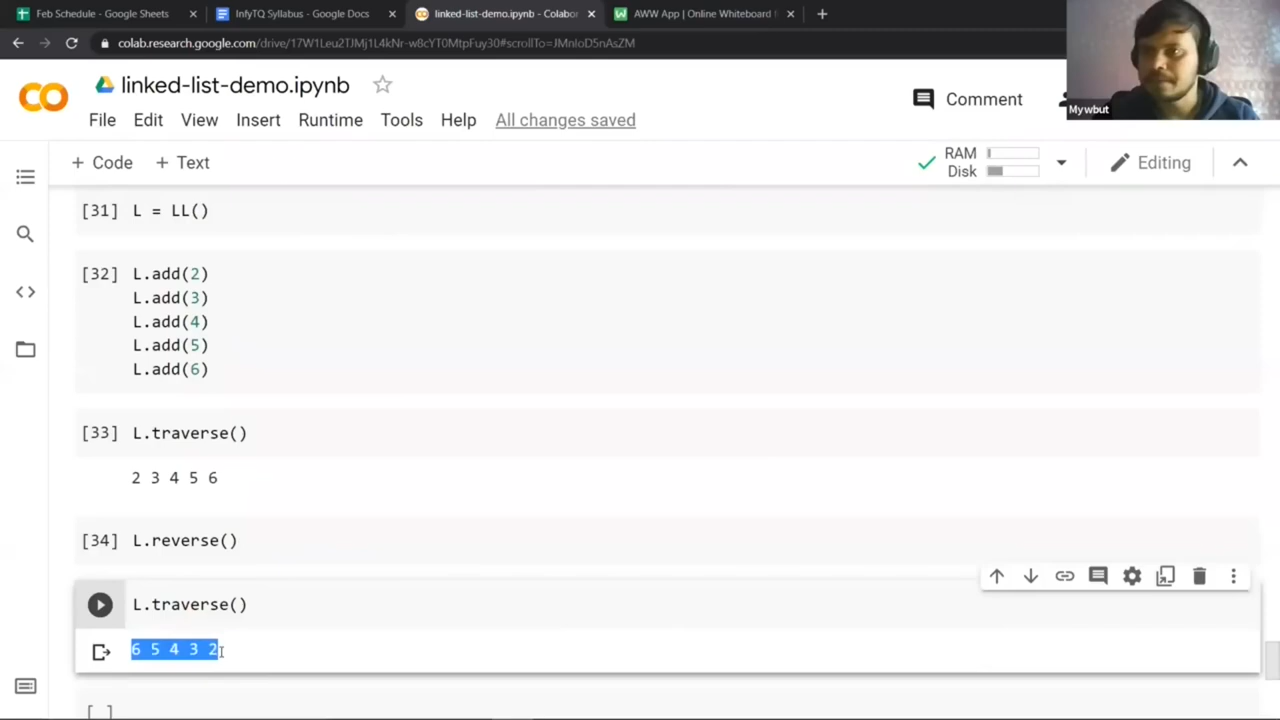 Feb Schedule - Google Sheets
InfyTQ Syllabus - Google Docs
linked-list-demo.ipynb - Colabor
AWW App | Online Whiteboard f
colab.research.google.com/drive/17W1Leu2TJMj1L4kNr-w8cYT0MtpFuy30#scrollTo=JMnIoD5nAsZM
Mywbut
linked-list-demo.ipynb
Comment
File Edit View Insert Runtime Tools Help All changes saved
+ Code + Text
RAM
Disk
Editing
[31] L = LL()
[32] L.add(2)
L.add(3)
L.add(4)
L.add(5)
L.add(6)
[33] L.traverse()
2 3 4 5 6
[34] L.reverse()
L.traverse()
6 5 4 3 2
[ ]